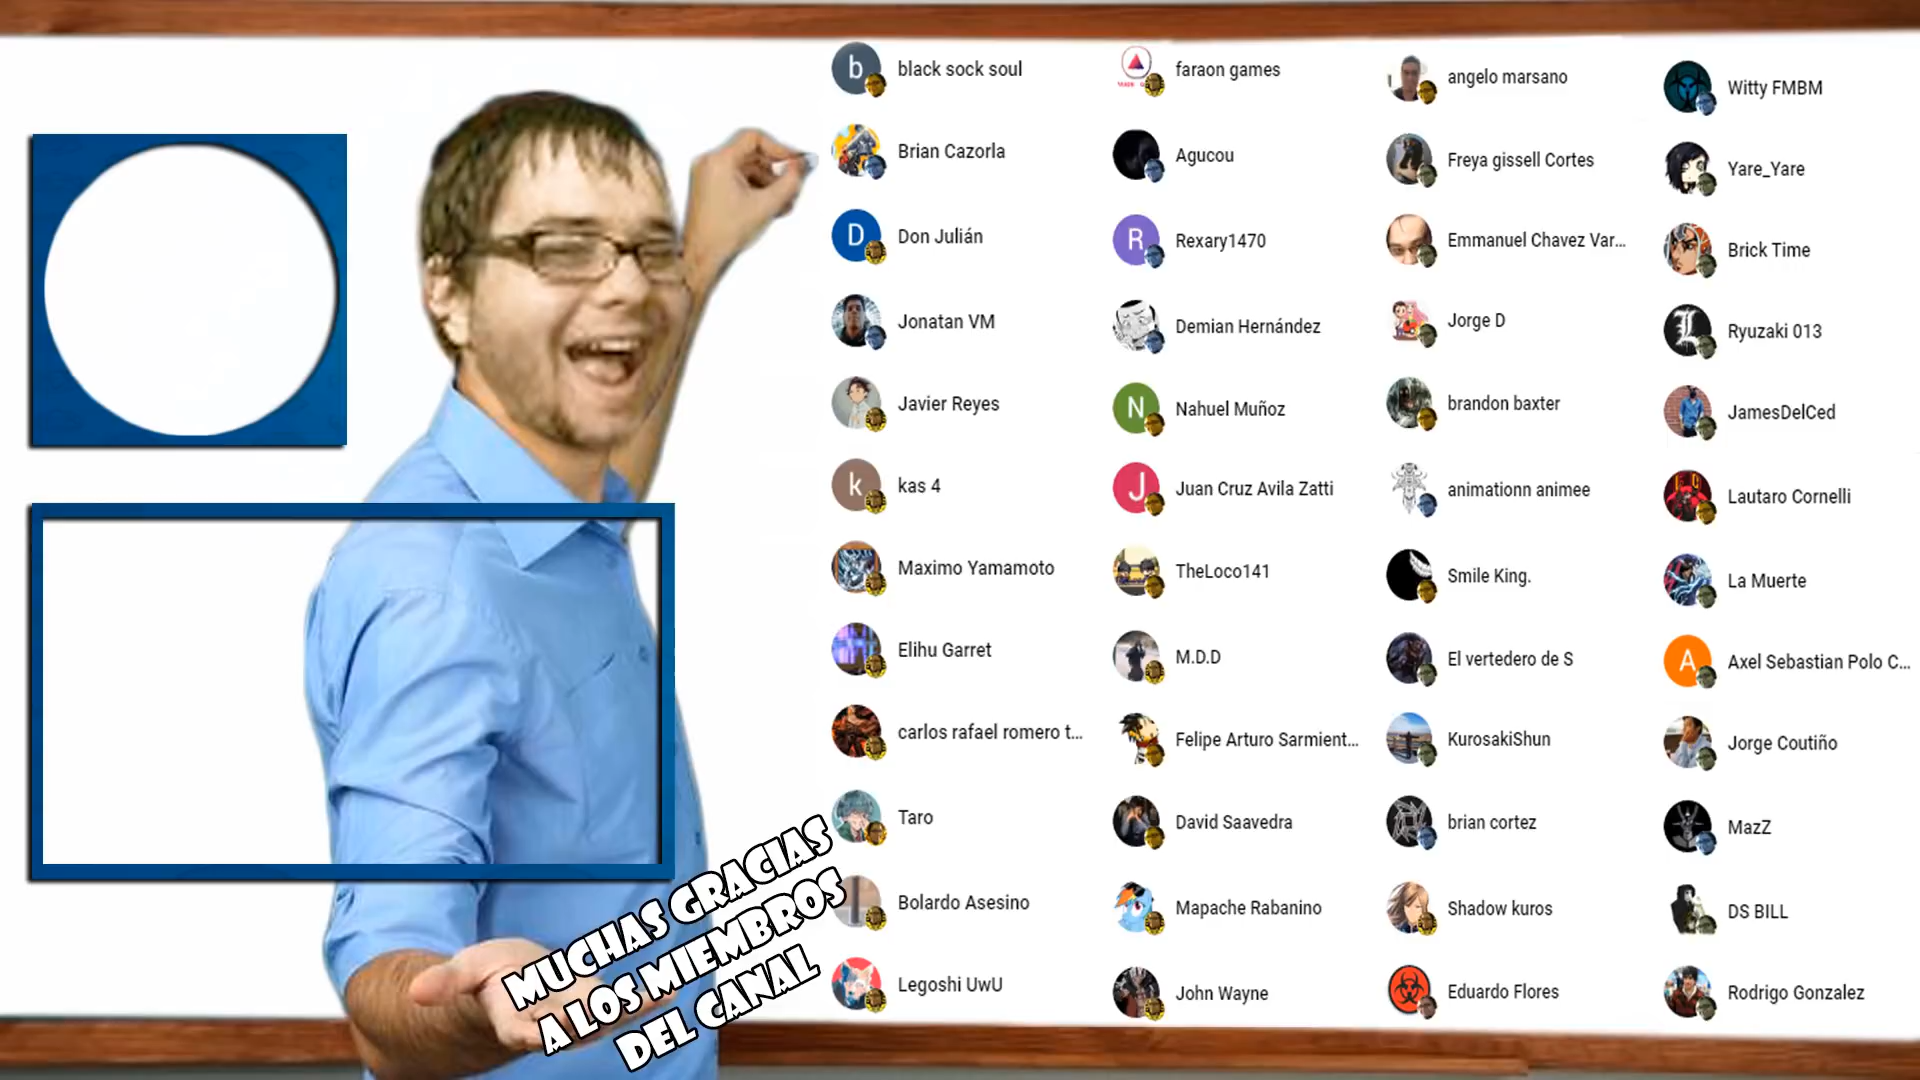 black sock soul
Brian Cazorla
Don Julián
Jonatan VM
Javier Reyes
kas 4
Maximo Yamamoto
Elihu Garret
carlos rafael romero t...
Taro
Bolardo Asesino
Legoshi UwU
faraon games
Agucou
Rexary1470
Demian Hernández
Nahuel Muñoz
Juan Cruz Avila Zatti
TheLoco141
M.D.D
Felipe Arturo Sarmient...
David Saavedra
Mapache Rabanino
John Wayne
angelo marsano
Freya gissell Cortes
Emmanuel Chavez Var...
Jorge D
brandon baxter
animationn animee
Smile King.
El vertedero de S
KurosakiShun
brian cortez
Shadow kuros
Eduardo Flores
Witty FMBM
Yare_Yare
Brick Time
Ryuzaki 013
JamesDelCed
Lautaro Cornelli
La Muerte
Axel Sebastian Polo C...
Jorge Coutiño
MazZ
DS BILL
Rodrigo Gonzalez
b
D
k
R
N
J
A
MUCHAS GRACIAS
A LOS MIEMBROS
DEL CANAL